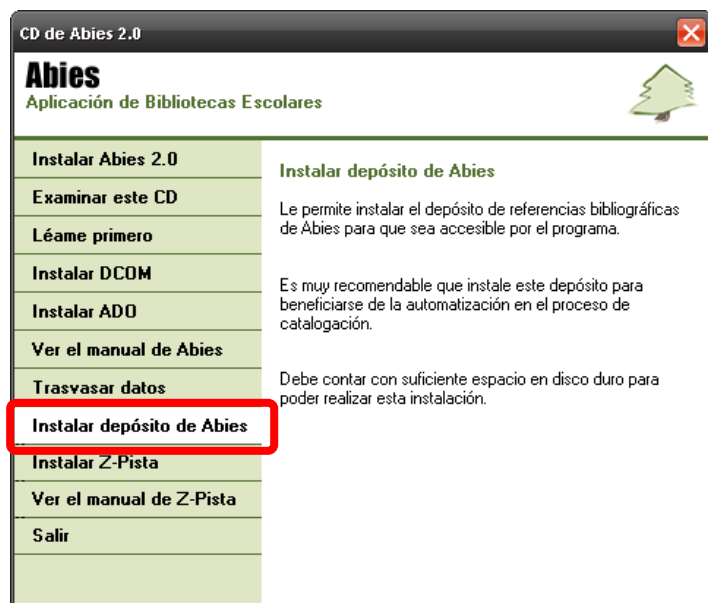 CD de Abies 2.0
Abies
Aplicación de Bibliotecas Escolares
Instalar Abies 2.0
Examinar este CD
Léame primero
Instalar DCOM
Instalar ADO
Ver el manual de Abies
Trasvasar datos
Instalar depósito de Abies
Instalar Z-Pista
Ver el manual de Z-Pista
Salir
Instalar depósito de Abies
Le permite instalar el depósito de referencias bibliográficas
de Abies para que sea accesible por el programa.
Es muy recomendable que instale este depósito para
beneficiarse de la automatización en el proceso de
catalogación.
Debe contar con suficiente espacio en disco duro para
poder realizar esta instalación.